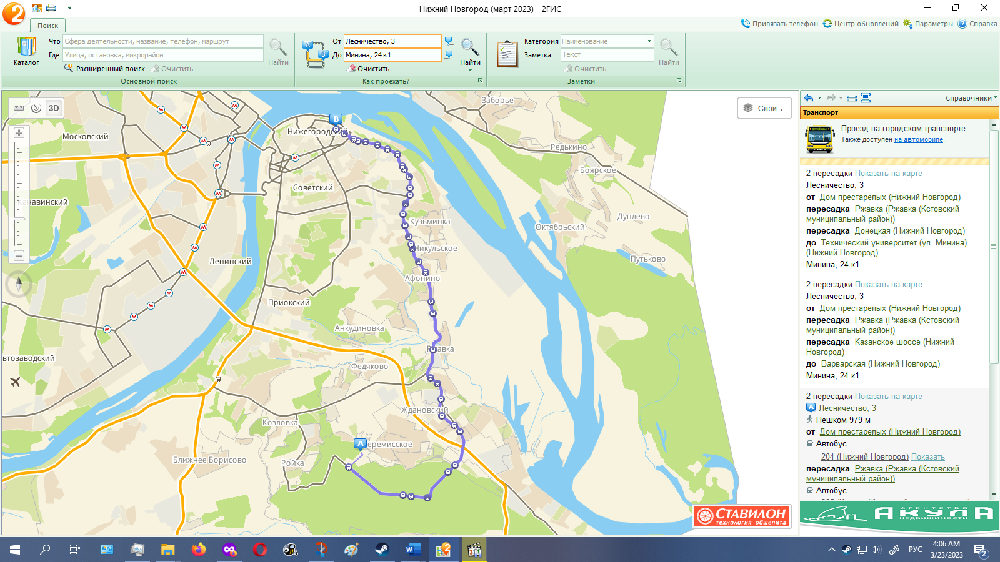 Нижний Новгород (март 2023) - 2ГИС
Поиск
Привязать телефон
Центр обновлений
Параметры
Справка
Каталог
Что
Сфера деятельности, название, телефон, маршрут
Где
Улица, остановка, микрорайон
Расширенный поиск
Очистить
Найти
Основной поиск
От
Лесничество, 3
До
Минина, 24 к1
Очистить
Найти
Как проехать?
Категория
Наименование
Заметка
Текст
Очистить
Найти
Заметки
3D
Слои
Заборье
Московский
B
Редькино
Боярское
Советский
Канавинский
Кузьминка
Дуплево
Октябрьский
Никульское
Ленинский
Путьково
Афонино
Приокский
Анкудиновка
Федяково
Ждановский
Козловка
A
Ближнее Борисово
Ройка
СТАВИЛОН
технология общепита
Справочники
Транспорт
Проезд на городском транспорте
Также доступен на автомобиле.
2 пересадки Показать на карте
Лесничество, 3
от Дом престарелых (Нижний Новгород)
пересадка Ржавка (Ржавка (Кстовский
муниципальный район))
пересадка Донецкая (Нижний Новгород)
до Технический университет (ул. Минина)
(Нижний Новгород)
Минина, 24 к1
2 пересадки Показать на карте
Лесничество, 3
от Дом престарелых (Нижний Новгород)
пересадка Ржавка (Ржавка (Кстовский
муниципальный район))
пересадка Казанское шоссе (Нижний
Новгород)
до Варварская (Нижний Новгород)
Минина, 24 к1
2 пересадки Показать на карте
A Лесничество, 3
Пешком 979 м
от Дом престарелых (Нижний Новгород)
Автобус
204 (Нижний Новгород) Показать
пересадка Ржавка (Ржавка (Кстовский
муниципальный район))
Автобус
АГЕНТСТВО
АКУЛА
НЕДВИЖИМОСТИ
РУС
4:06 AM
3/23/2023
2